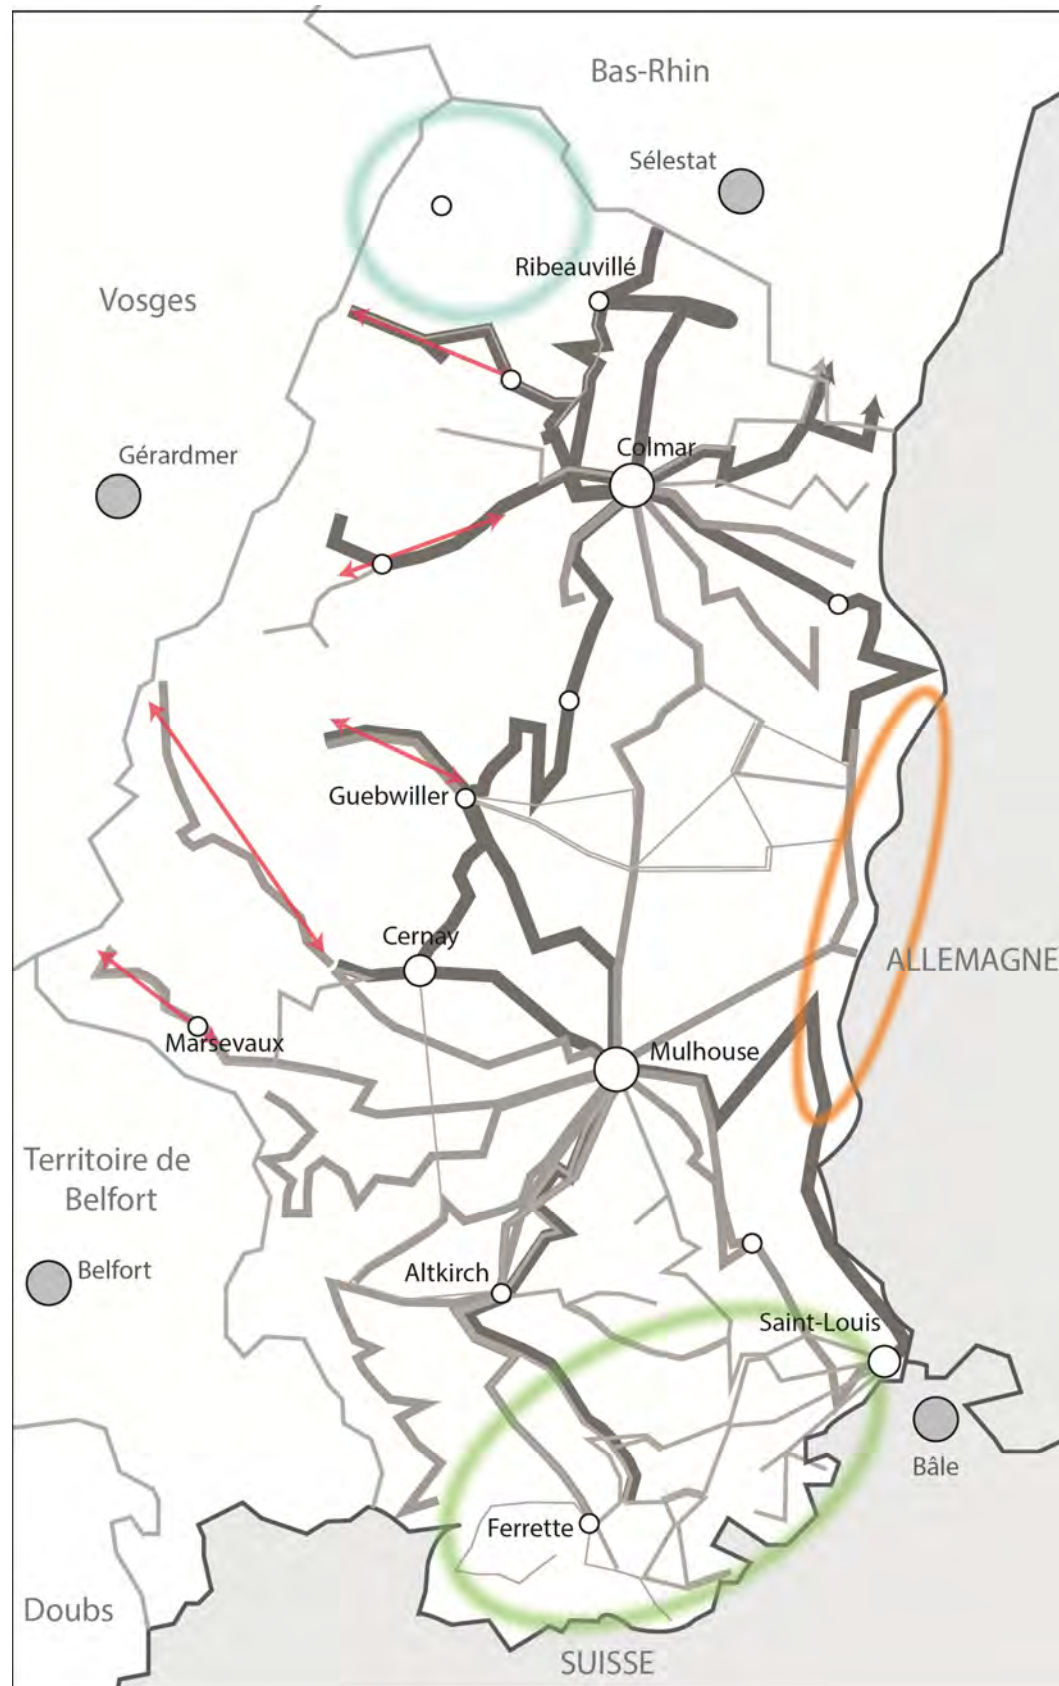 Bas-Rhin
Sélestat
Ribeauvillé
Vosges
Gérardmer
Colmar
Guebwiller
Cernay
ALLEMAGNE
Marsevaux
Mulhouse
Territoire de
Belfort
Belfort
Altkirch
Saint-Louis
Bâle
Ferrette
Doubs
SUISSE